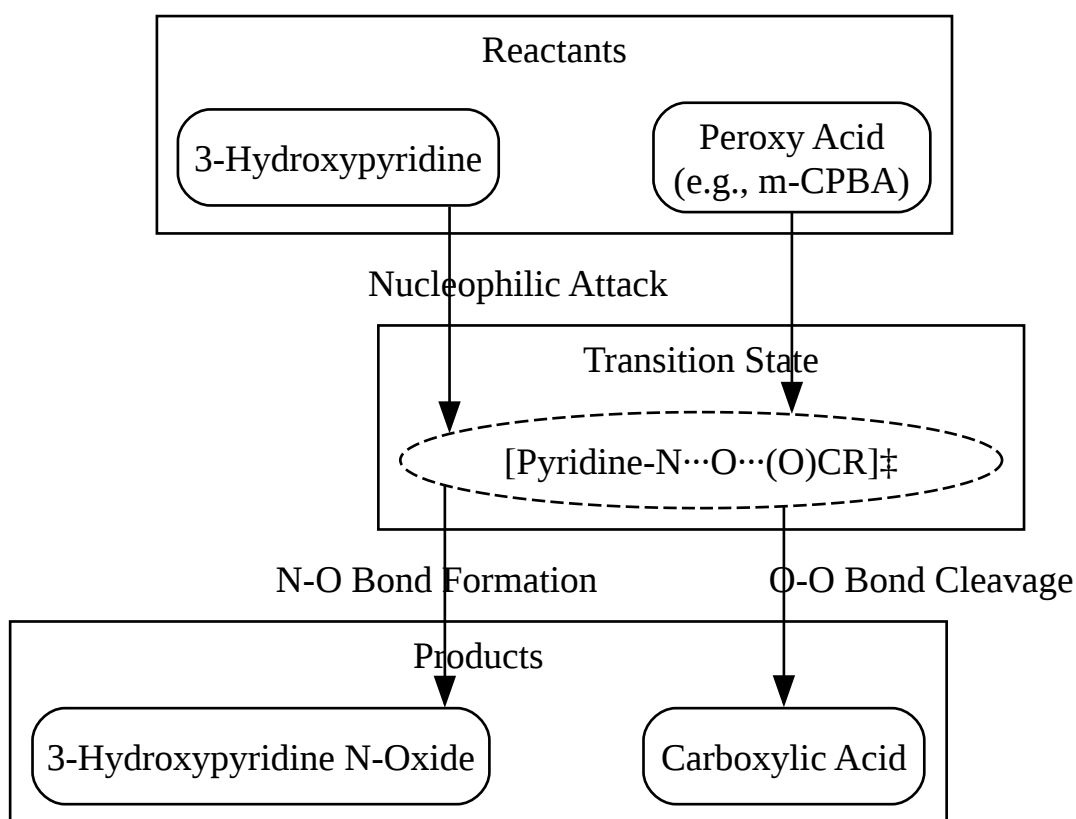 Reactants
3-Hydroxypyridine
Peroxy Acid
(e.g., m-CPBA)
Nucleophilic Attack
Transition State
[Pyridine-N···O···(O)CR]‡
N-O Bond Formation
O-O Bond Cleavage
Products
3-Hydroxypyridine N-Oxide
Carboxylic Acid